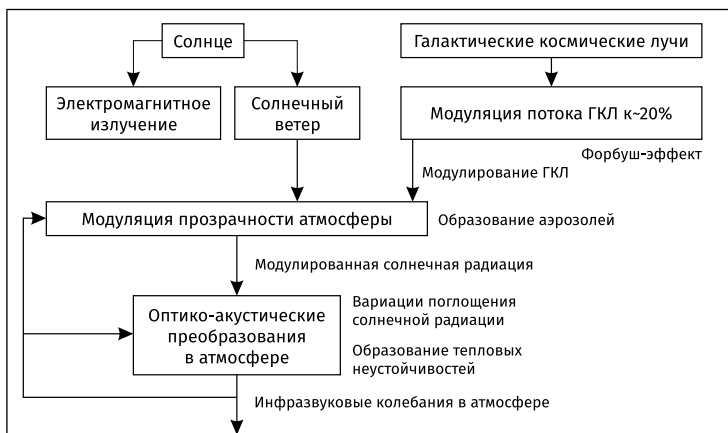 Солнце
Галактические космические лучи
Электромагнитное
излучение
Солнечный
ветер
Модуляция потока ГКЛ к~20%
Форбуш-эффект
Модулирование ГКЛ
Модуляция прозрачности атмосферы
Образование аэрозолей
Модулированная солнечная радиация
Оптико-акустические
преобразования
в атмосфере
Вариации поглощения
солнечной радиации
Образование тепловых
неустойчивостей
Инфразвуковые колебания в атмосфере